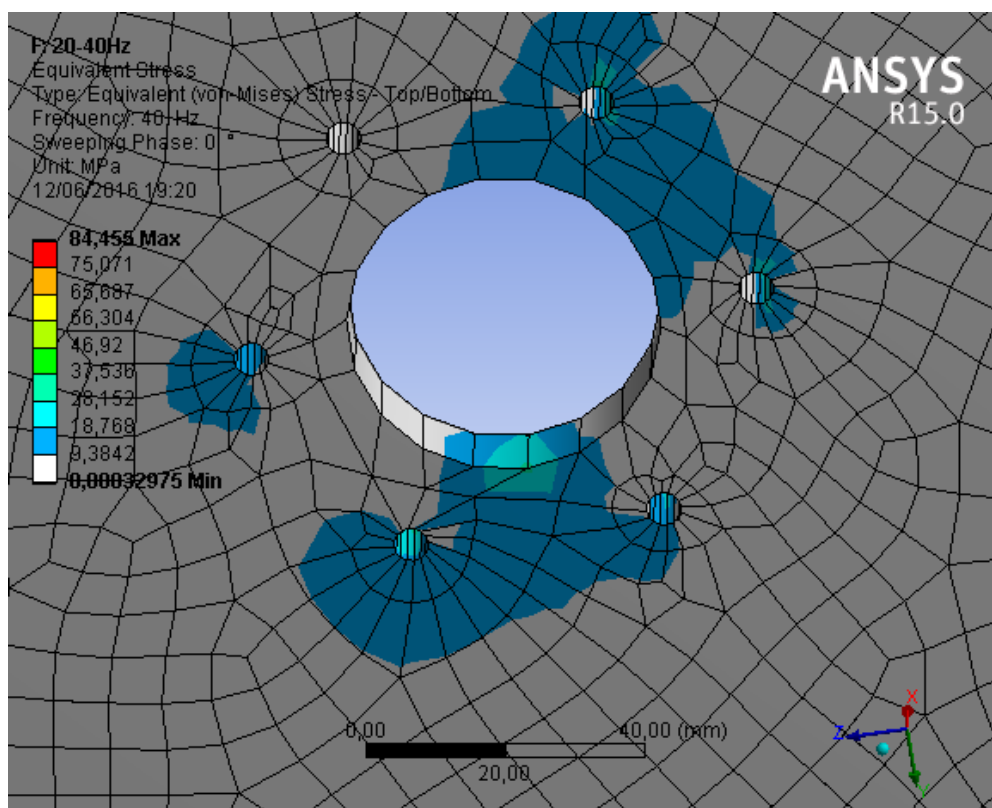 F: 20-40Hz
Equivalent Stress
Type: Equivalent (von-Mises) Stress - Top/Bottom
Frequency: 40, Hz
Sweeping Phase: 0, °
Unit: MPa
12/06/2016 19:20
ANSYS
R15.0
84,455 Max
75,071
65,687
56,304
46,92
37,536
28,152
18,768
9,3842
0,00032975 Min
0,00
40,00 (mm)
20,00
X
Z
Y